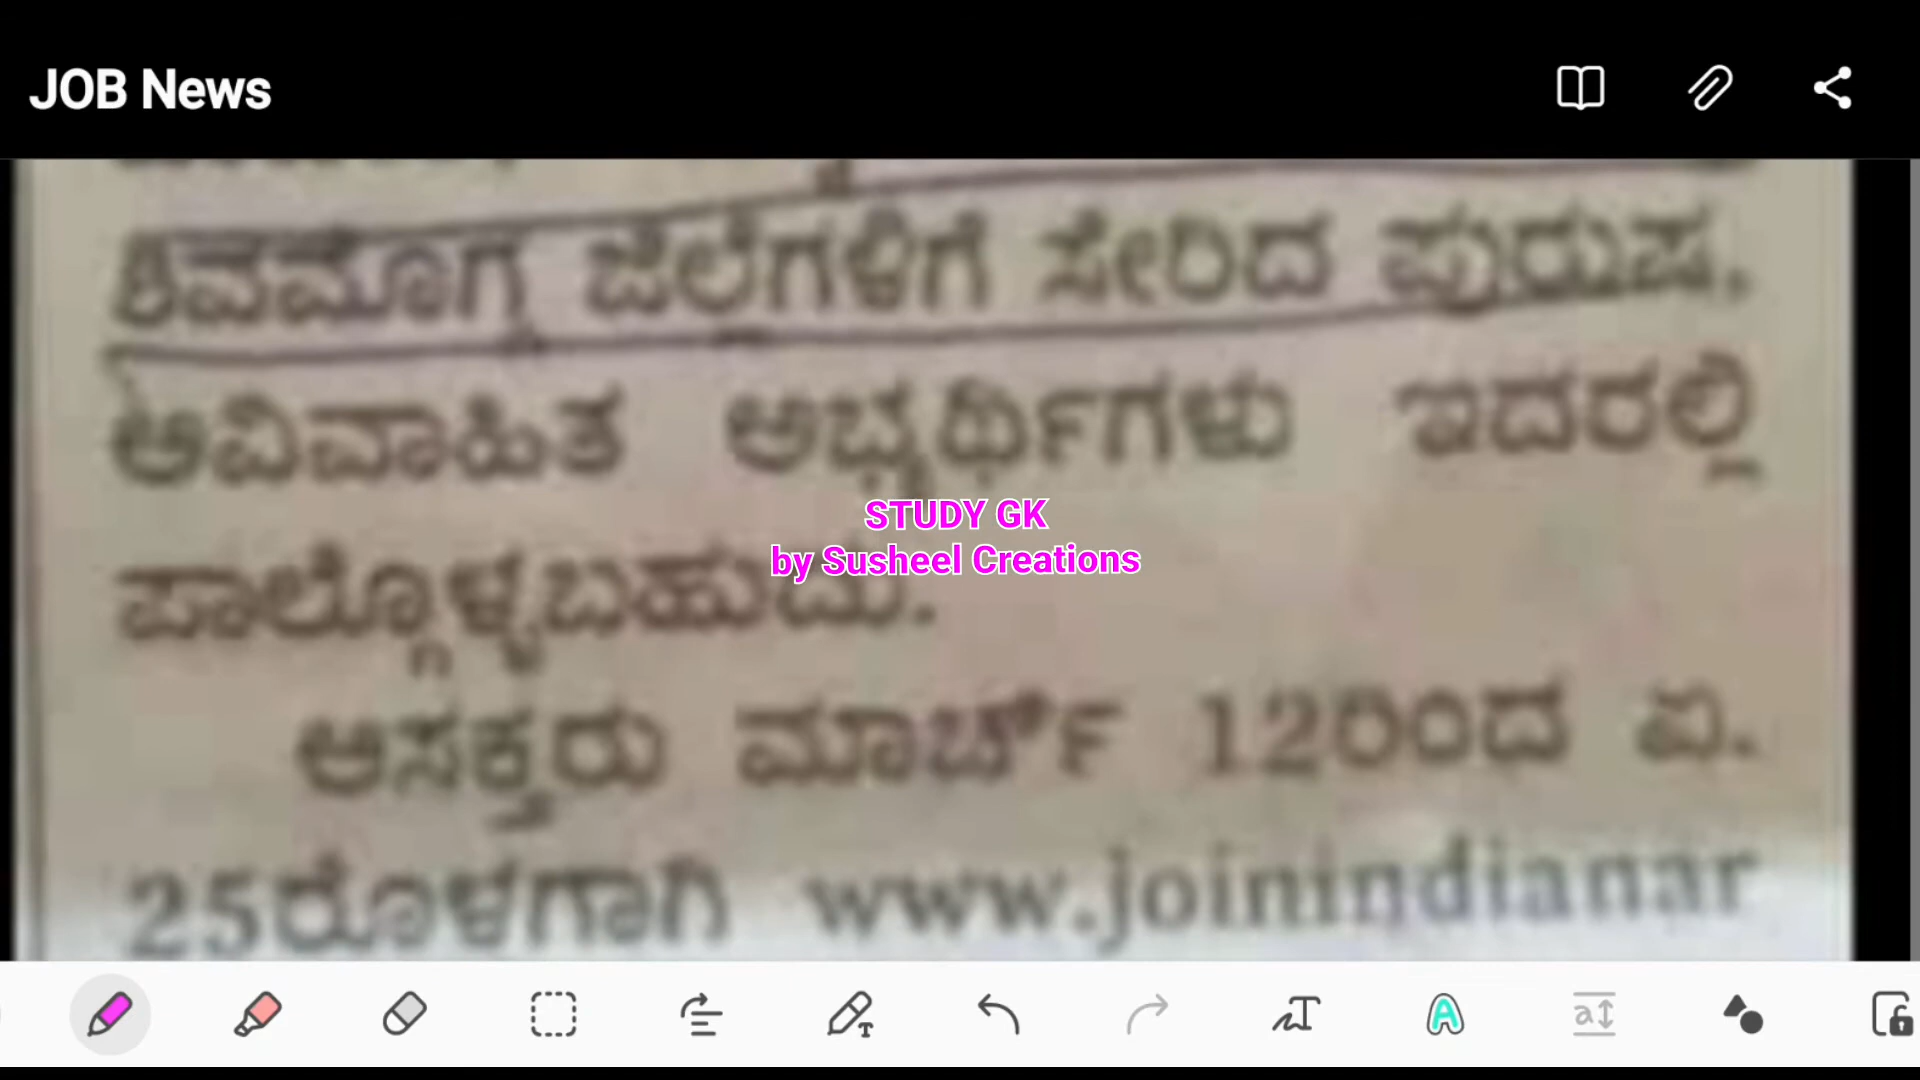 JOB News
ಶಿವಮೊಗ್ಗ ಜಿಲ್ಲೆಗಳಿಗೆ ಸೇರಿದ ಪುರುಷ,
ಅವಿವಾಹಿತ ಅಭ್ಯರ್ಥಿಗಳು ಇದರಲ್ಲಿ
STUDY GK
by Susheel Creations
ಪಾಲ್ಗೊಳ್ಳಬಹುದು.
ಆಸಕ್ತರು ಮಾರ್ಚ್ 12ರಿಂದ ಏ.
25ರೊಳಗಾಗಿ www.joinindianar